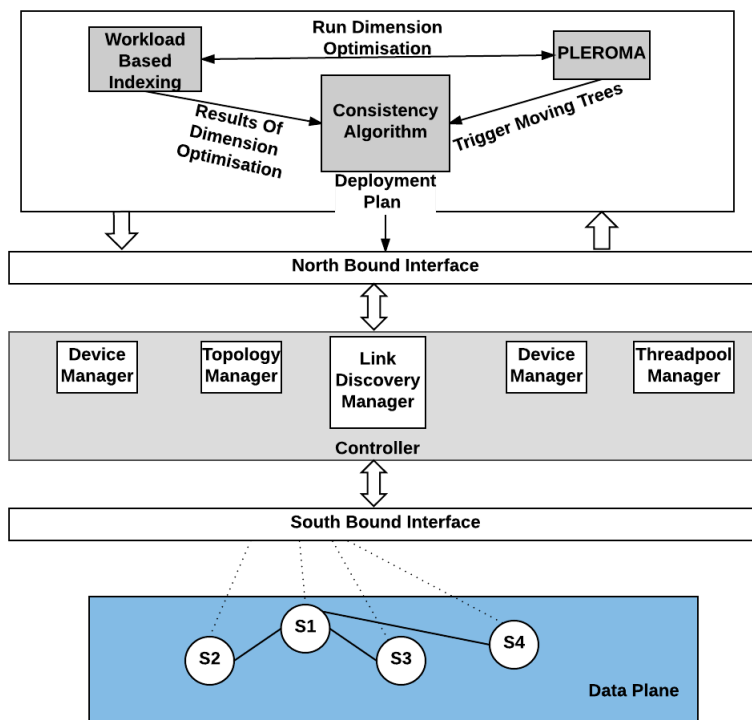 Workload
Based
Indexing
Run Dimension
Optimisation
PLEROMA
Consistency
Algorithm
Results Of
Dimension
Optimisation
Trigger Moving Trees
Deployment
Plan
North Bound Interface
Device
Manager
Topology
Manager
Link
Discovery
Manager
Device
Manager
Threadpool
Manager
Controller
South Bound Interface
S1
S2
S3
S4
Data Plane